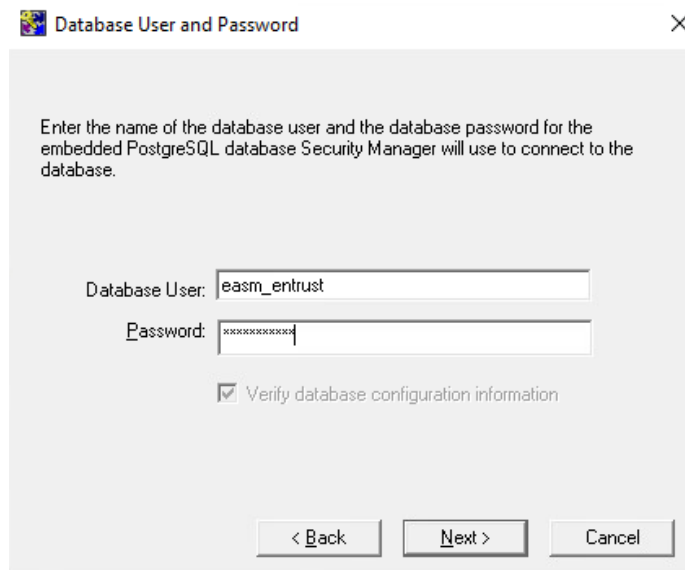 Database User and Password
Enter the name of the database user and the database password for the
embedded PostgreSQL database Security Manager will use to connect to the
database.
Database User: easm_entrust
Password: xxxxxxxxxxx
Verify database configuration information
< Back Next > Cancel